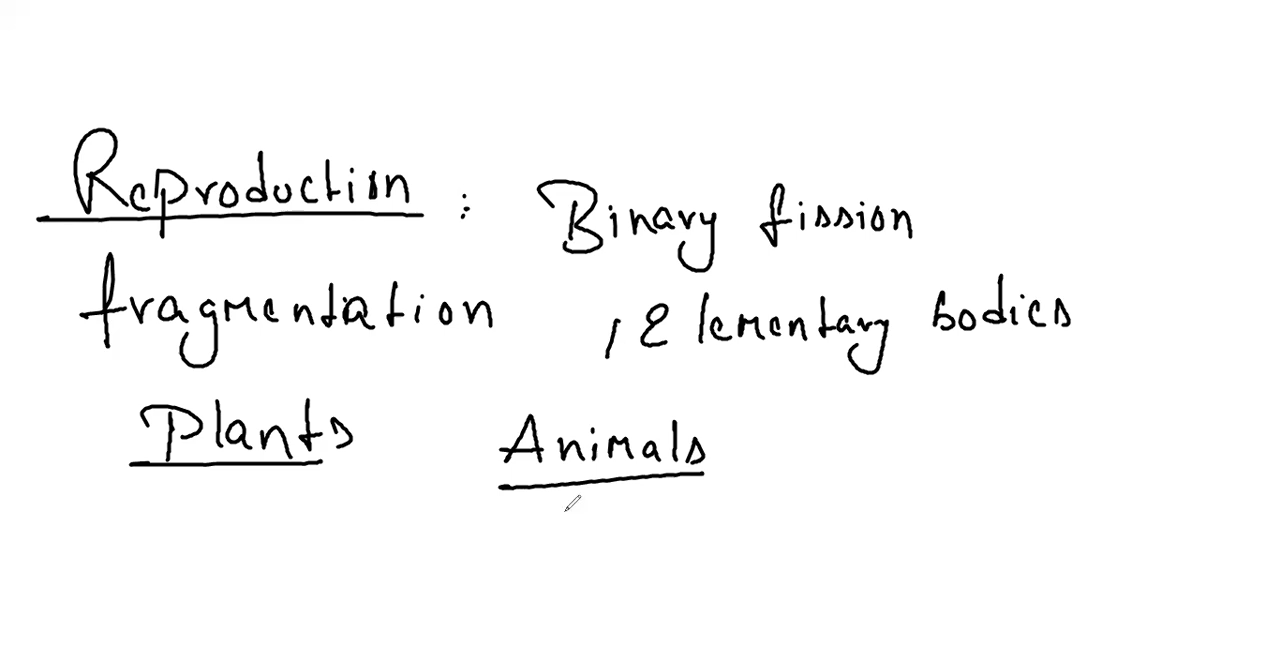 Reproduction : Binary fission
fragmentation , Elementary bodies
Plants Animals